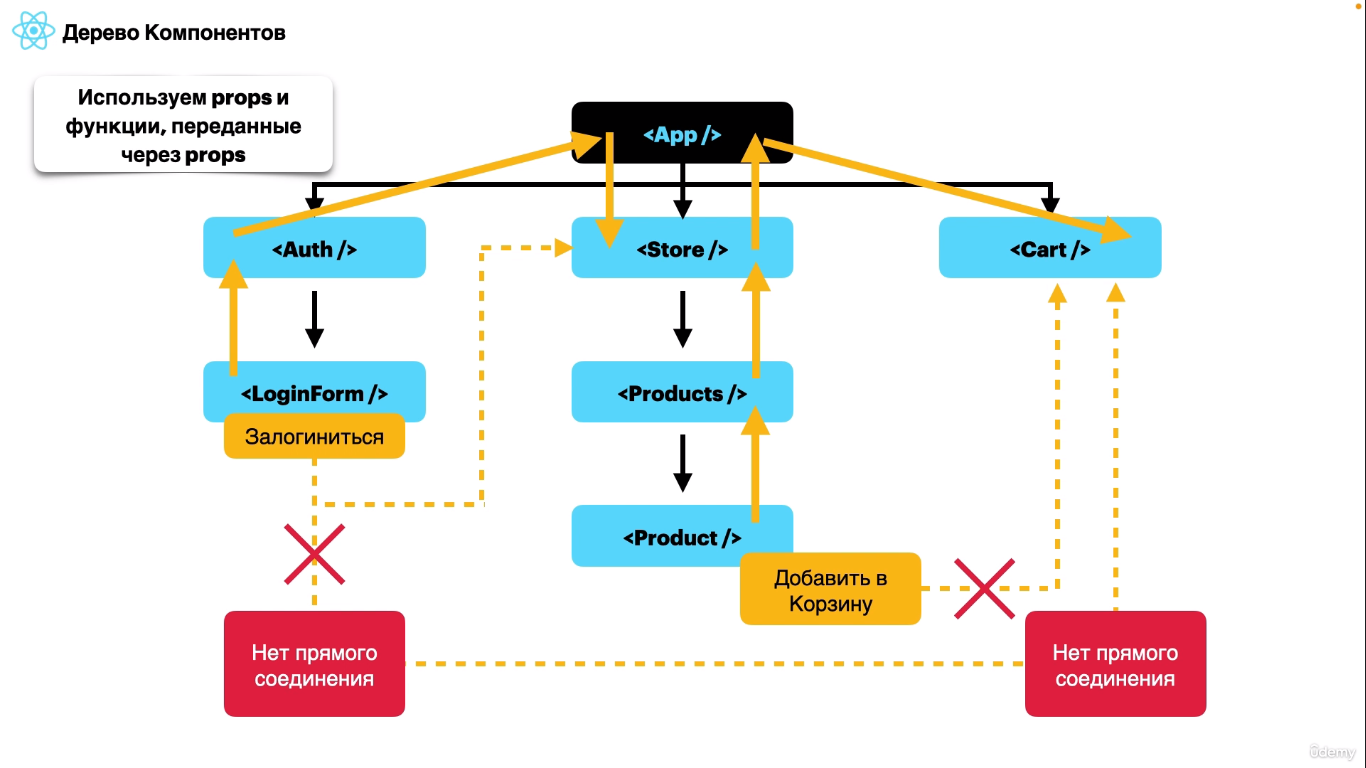 Дерево Компонентов
Используем props и
функции, переданные
через props
<App />
<Auth />
<Store />
<Cart />
<LoginForm />
<Products />
Залогиниться
<Product />
Добавить в
Корзину
Нет прямого
соединения
Нет прямого
соединения
ûdemy